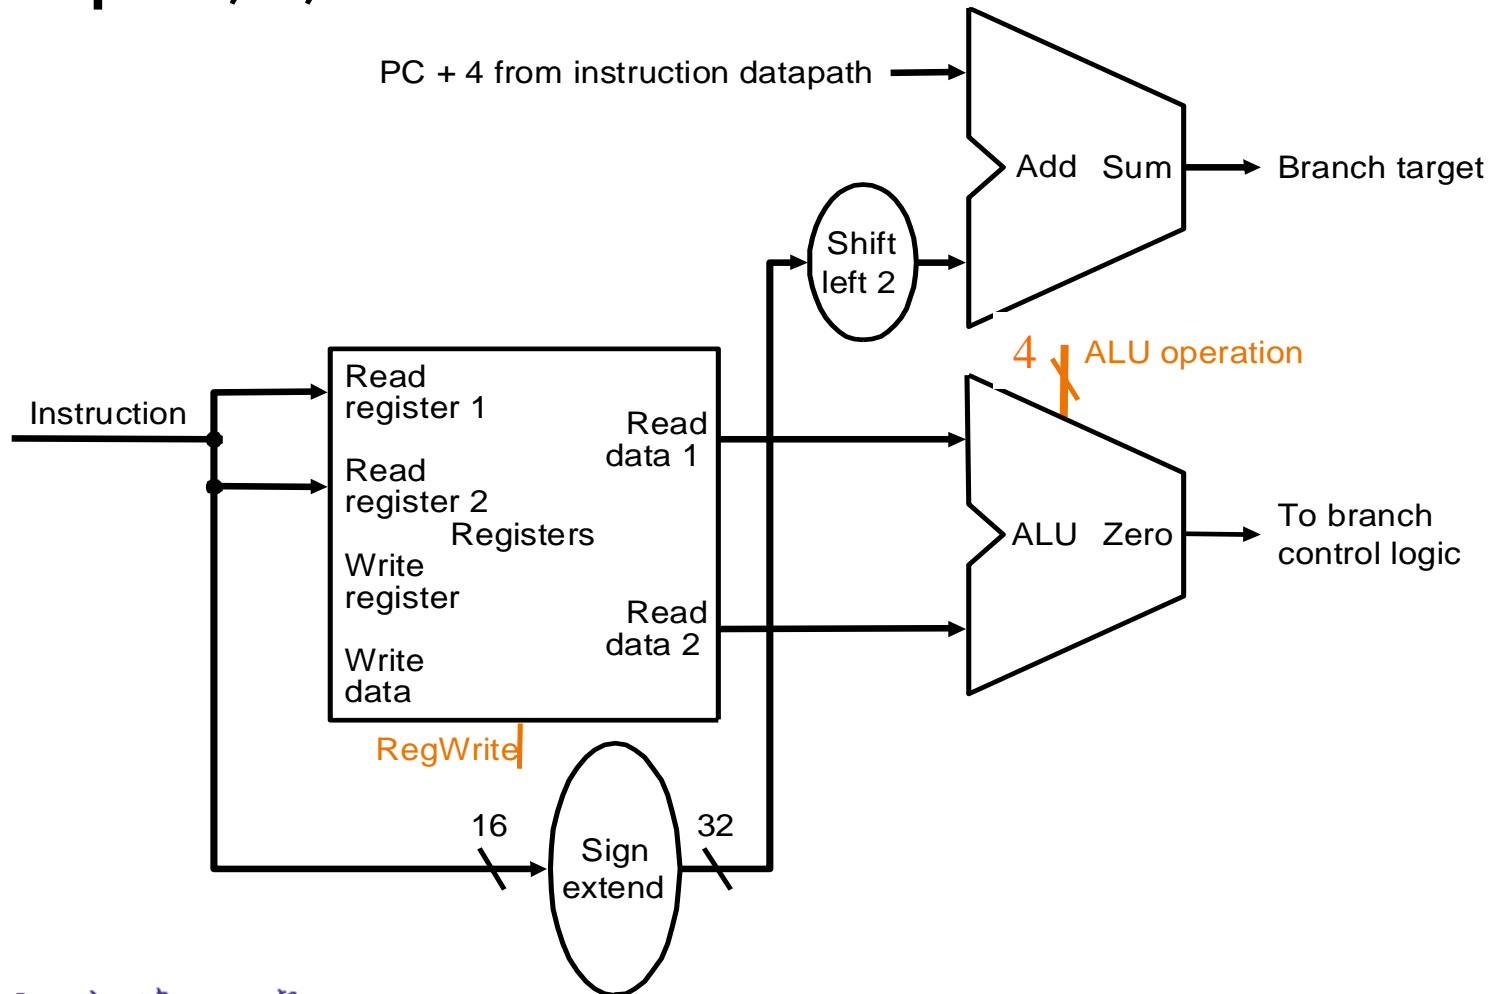 PC + 4 from instruction datapath
Add Sum
Branch target
Shift
left 2
4
ALU operation
Instruction
Read
register 1
Read
data 1
Read
register 2
Registers
ALU Zero
To branch
control logic
Write
register
Read
data 2
Write
data
RegWrite
16
32
Sign
extend